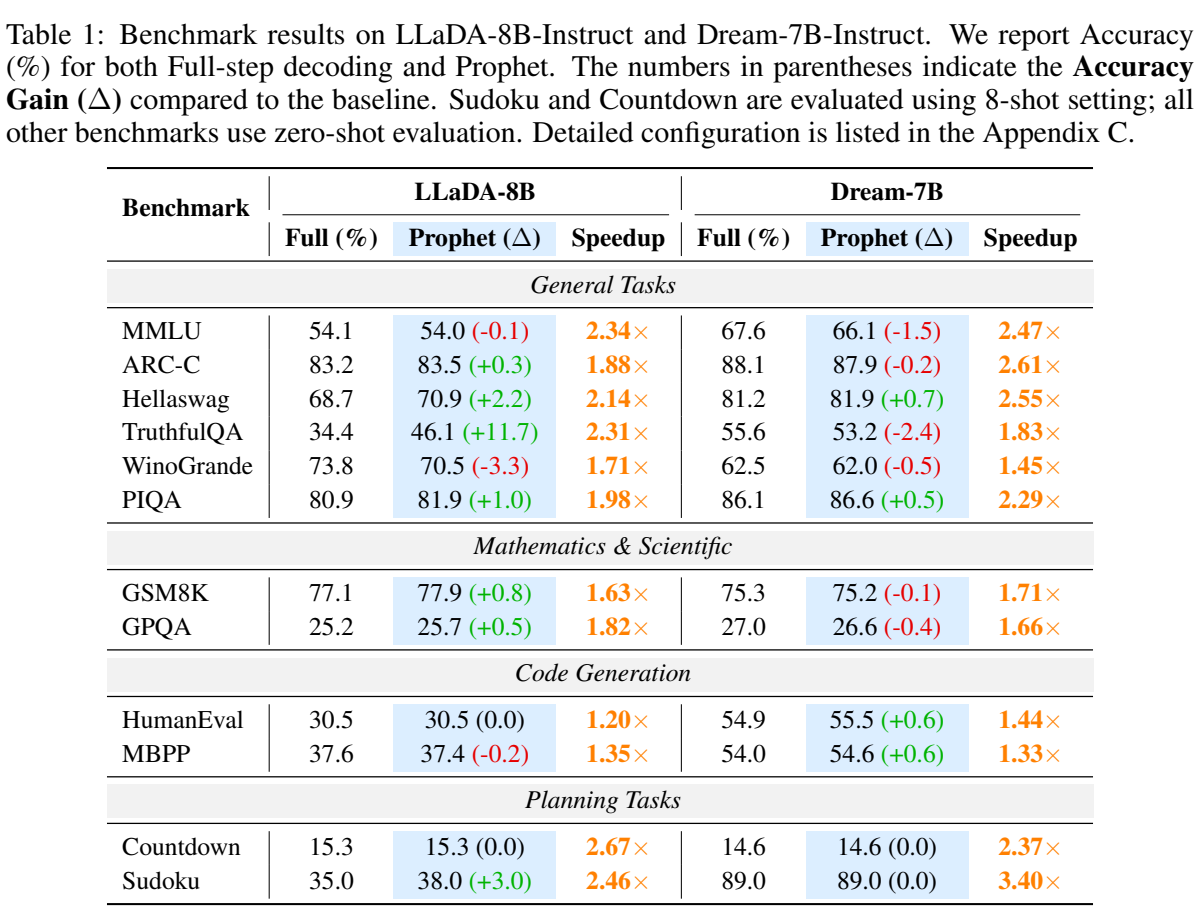 Table 1: Benchmark results on LLaDA-8B-Instruct and Dream-7B-Instruct. We report Accuracy
(%) for both Full-step decoding and Prophet. The numbers in parentheses indicate the Accuracy
Gain (Δ) compared to the baseline. Sudoku and Countdown are evaluated using 8-shot setting; all
other benchmarks use zero-shot evaluation. Detailed configuration is listed in the Appendix C.
Benchmark LLaDA-8B Dream-7B
Full (%) Prophet (Δ) Speedup Full (%) Prophet (Δ) Speedup
General Tasks
MMLU 54.1 54.0 (-0.1) 2.34× 67.6 66.1 (-1.5) 2.47×
ARC-C 83.2 83.5 (+0.3) 1.88× 88.1 87.9 (-0.2) 2.61×
Hellaswag 68.7 70.9 (+2.2) 2.14× 81.2 81.9 (+0.7) 2.55×
TruthfulQA 34.4 46.1 (+11.7) 2.31× 55.6 53.2 (-2.4) 1.83×
WinoGrande 73.8 70.5 (-3.3) 1.71× 62.5 62.0 (-0.5) 1.45×
PIQA 80.9 81.9 (+1.0) 1.98× 86.1 86.6 (+0.5) 2.29×
Mathematics & Scientific
GSM8K 77.1 77.9 (+0.8) 1.63× 75.3 75.2 (-0.1) 1.71×
GPQA 25.2 25.7 (+0.5) 1.82× 27.0 26.6 (-0.4) 1.66×
Code Generation
HumanEval 30.5 30.5 (0.0) 1.20× 54.9 55.5 (+0.6) 1.44×
MBPP 37.6 37.4 (-0.2) 1.35× 54.0 54.6 (+0.6) 1.33×
Planning Tasks
Countdown 15.3 15.3 (0.0) 2.67× 14.6 14.6 (0.0) 2.37×
Sudoku 35.0 38.0 (+3.0) 2.46× 89.0 89.0 (0.0) 3.40×